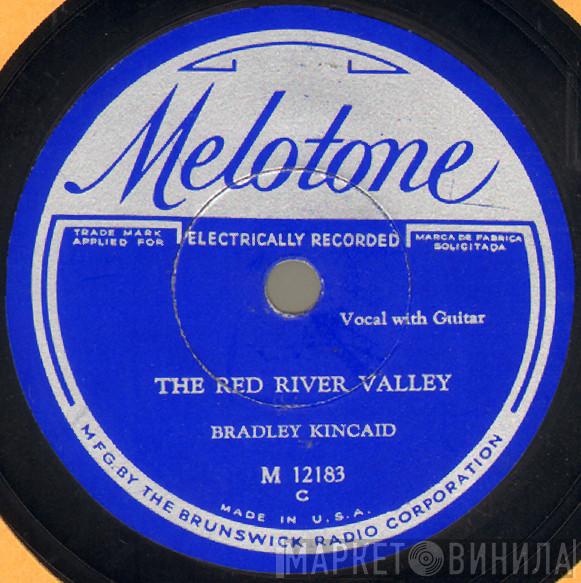 Melotone
TRADE MARK
APPLIED FOR
ELECTRICALLY RECORDED
MARCA DE FABRICA
SOLICITADA
Vocal with Guitar
THE RED RIVER VALLEY
BRADLEY KINCAID
M 12183
C
MADE IN U.S.A.
MFG. BY THE BRUNSWICK RADIO CORPORATION
МАРКЕТ ВИНИЛА